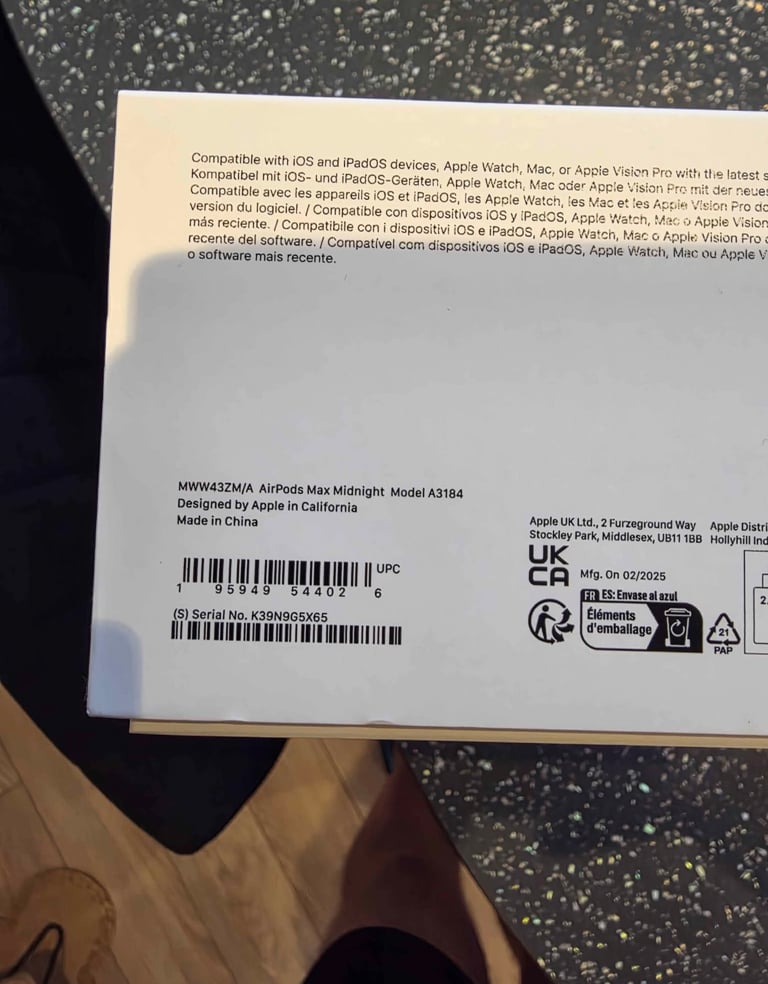 Compatible with iOS and iPadOS devices, Apple Watch, Mac, or Apple Vision Pro with the latest s
Kompatibel mit iOS- und iPadOS-Geräten, Apple Watch, Mac oder Apple Vision Pro mit der neues
Compatible avec les appareils iOS et iPadOS, les Apple Watch, les Mac et les Apple Vision Pro do
version du logiciel. / Compatible con dispositivos iOS y iPadOS, Apple Watch, Mac o Apple Vision
más reciente. / Compatibile con i dispositivi iOS e iPadOS, Apple Watch, Mac o Apple Vision Pro
recente del software. / Compatível com dispositivos iOS e iPadOS, Apple Watch, Mac ou Apple V
o software mais recente.
MWW43ZM/A AirPods Max Midnight Model A3184
Designed by Apple in California
Made in China
UPC
1 95949 54402 6
(S) Serial No. K39N9G5X65
Apple UK Ltd., 2 Furzeground Way
Stockley Park, Middlesex, UB11 1BB
Apple Distri
Hollyhill Ind
UK
CA
Mfg. On 02/2025
FR ES: Envase al azul
Éléments
d'emballage
21
PAP
2.